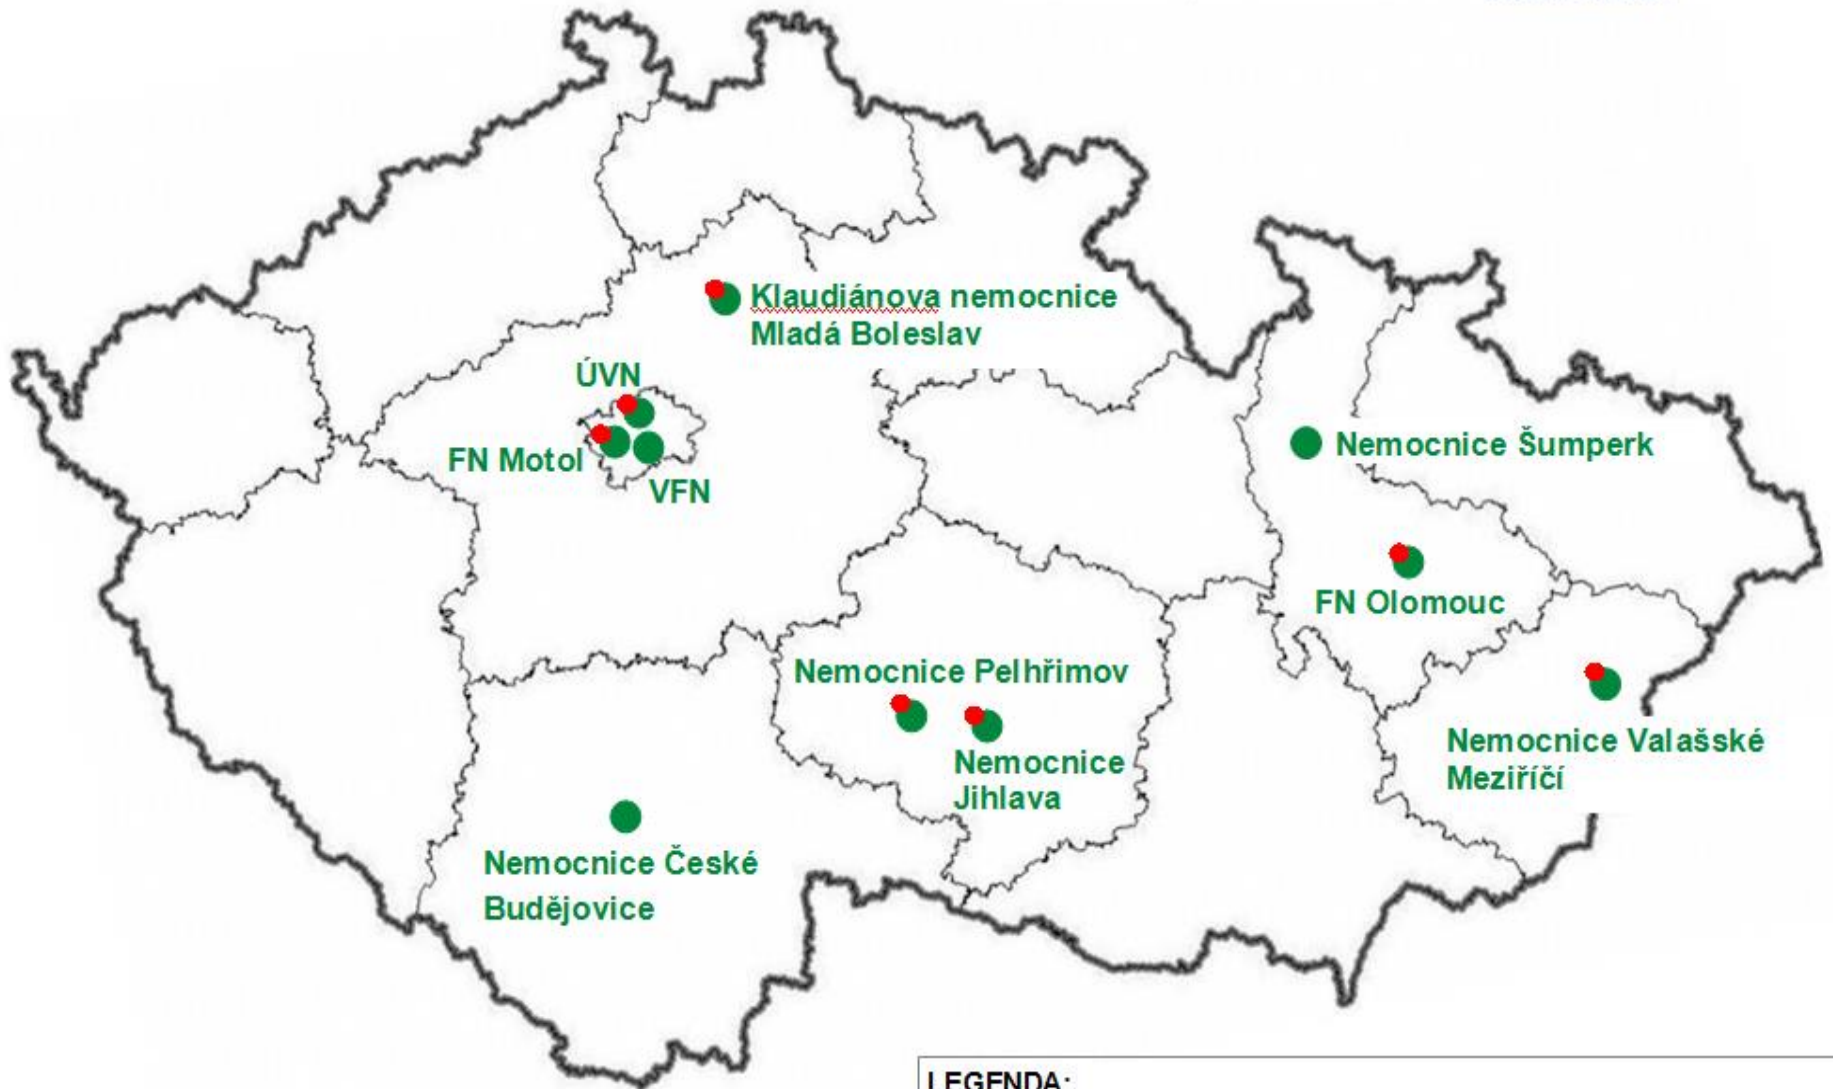 Klaudiánova nemocnice
Mladá Boleslav
ÚVN
FN Motol
VFN
Nemocnice Šumperk
FN Olomouc
Nemocnice Pelhřimov
Nemocnice
Jihlava
Nemocnice Valašské
Meziříčí
Nemocnice České
Budějovice
LEGENDA: